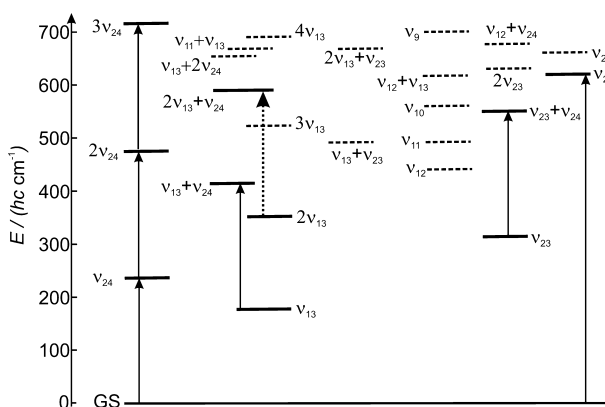 E / (hc cm⁻¹)
700
600
500
400
300
200
100
0
GS
3ν₂₄
2ν₂₄
ν₂₄
4ν₁₃
ν₁₁+ν₁₃
ν₁₃+2ν₂₄
2ν₁₃+ν₂₄
3ν₁₃
ν₁₃+ν₂₄
2ν₁₃
ν₁₃
2ν₁₃+ν₂₃
ν₁₃+ν₂₃
ν₉
ν₁₂+ν₁₃
ν₁₀
ν₁₁
ν₁₂
ν₁₂+ν₂₄
2ν₂₃
ν₂₃+ν₂₄
ν₂₃